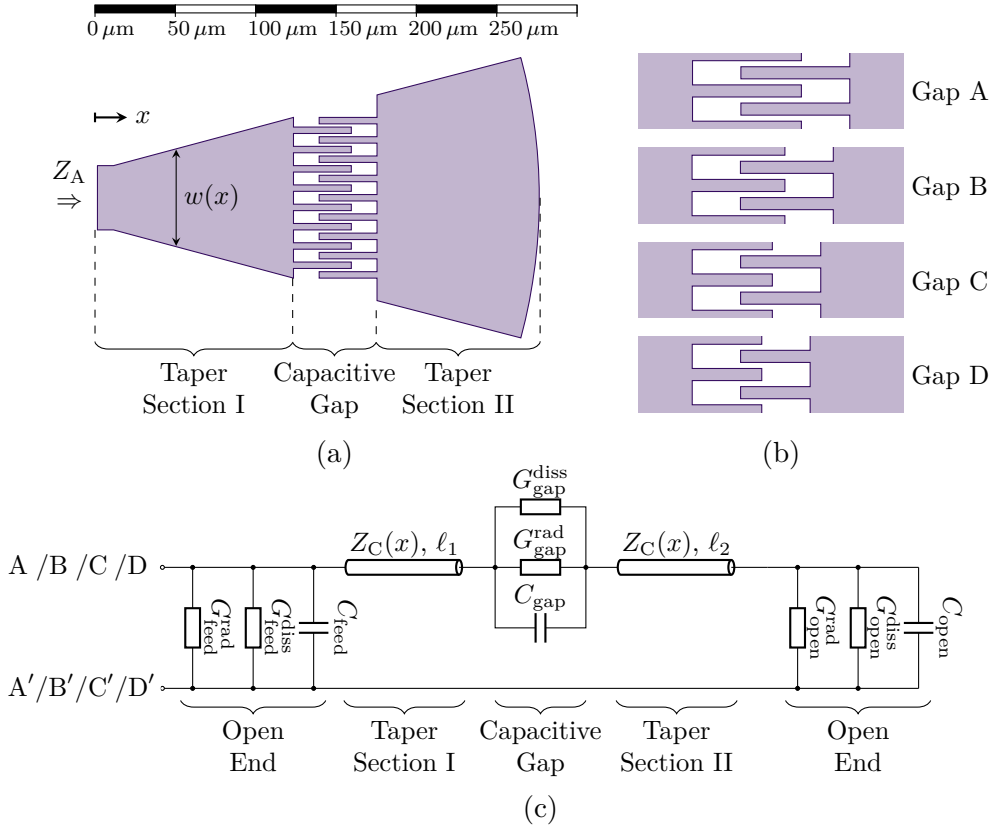 0 μm 50 μm 100 μm 150 μm 200 μm 250 μm
x
Z_A
⇒
w(x)
Taper Section I
Capacitive Gap
Taper Section II
(a)
Gap A
Gap B
Gap C
Gap D
(b)
G_gap^diss
G_gap^rad
C_gap
Z_C(x), ℓ_1
Z_C(x), ℓ_2
A /B /C /D
A′/B′/C′/D′
G_feed^rad
G_feed^diss
C_feed
G_open^rad
G_open^diss
C_open
Open End
Taper Section I
Capacitive Gap
Taper Section II
Open End
(c)